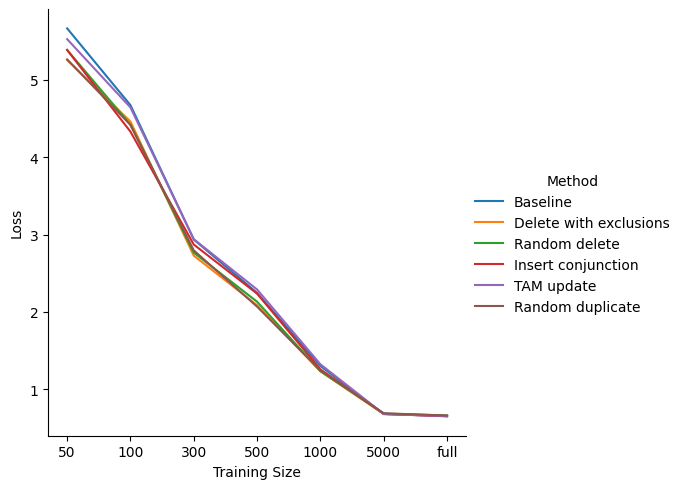 Loss
5
4
3
2
1
50 100 300 500 1000 5000 full
Training Size
Method
Baseline
Delete with exclusions
Random delete
Insert conjunction
TAM update
Random duplicate